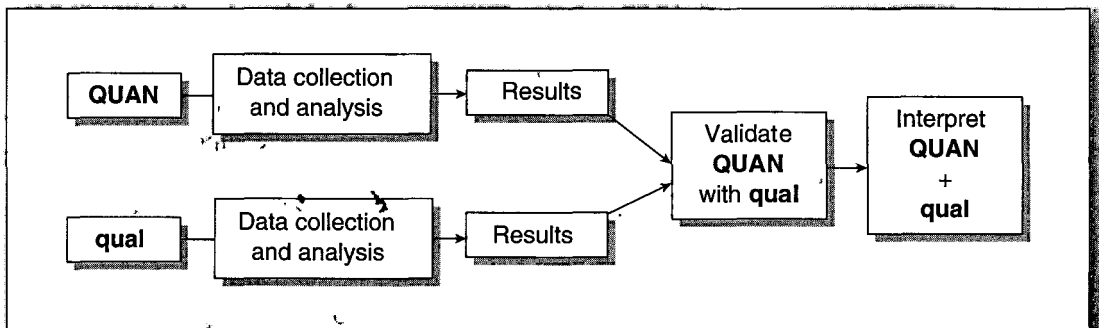 QUAN
Data collection
and analysis
Results
qual
Data collection
and analysis
Results
Validate
QUAN
with qual
Interpret
QUAN
+
qual